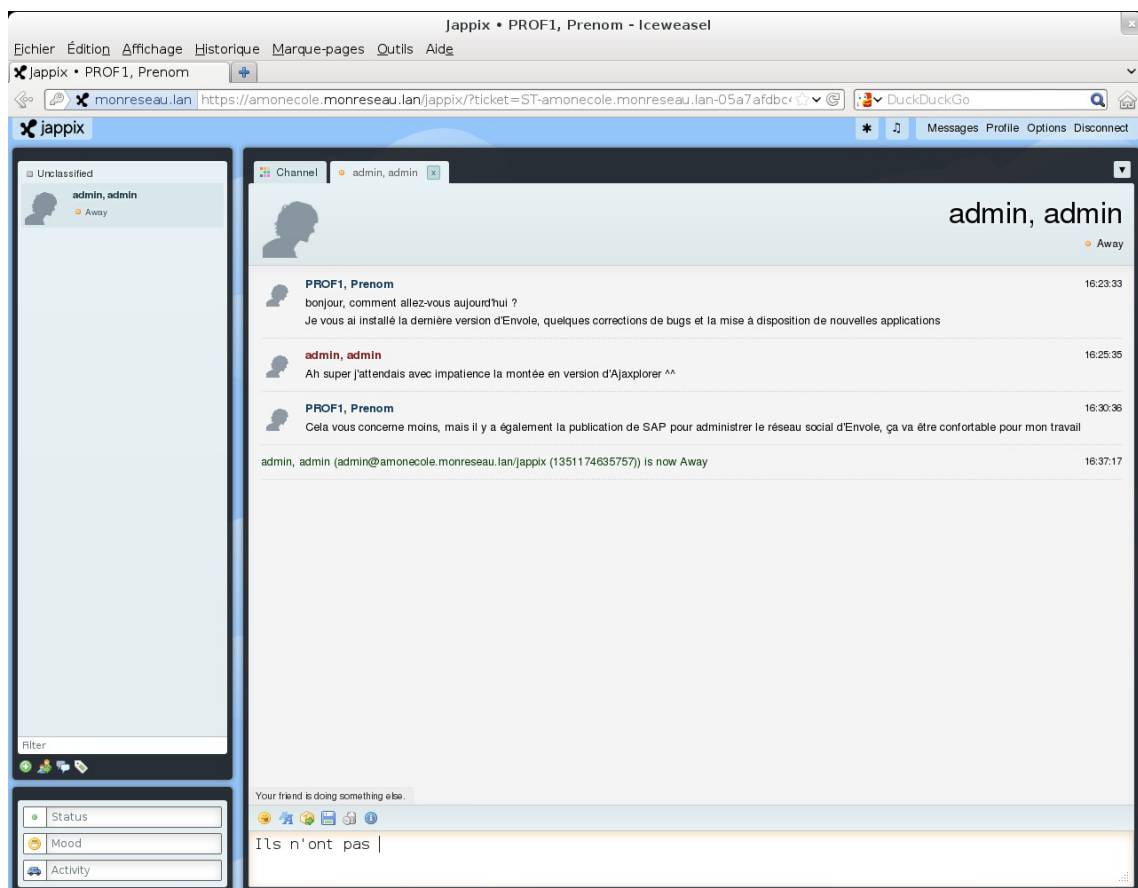 Jappix • PROF1, Prenom - Iceweasel
Fichier Édition Affichage Historique Marque-pages Outils Aide
Jappix • PROF1, Prenom
monreseau.lan https://amonecole.monreseau.lan/jappix/?ticket=ST-amonecole.monreseau.lan-05a7afdbc DuckDuckGo
jappix Messages Profile Options Disconnect
Unclassified
admin, admin
Away
Channel admin, admin x
admin, admin
Away
PROF1, Prenom 16:23:33
bonjour, comment allez-vous aujourd'hui ?
Je vous ai installé la dernière version d'Envole, quelques corrections de bugs et la mise à disposition de nouvelles applications
admin, admin 16:25:35
Ah super j'attendais avec impatience la montée en version d'Ajaxplorer ^^
PROF1, Prenom 16:30:36
Cela vous concerne moins, mais il y a également la publication de SAP pour administrer le réseau social d'Envole, ça va être confortable pour mon travail
admin, admin (admin@amonecole.monreseau.lan/jappix (1351174635757)) is now Away 16:37:17
Filter
Your friend is doing something else.
Status
Mood
Activity
Ils n'ont pas